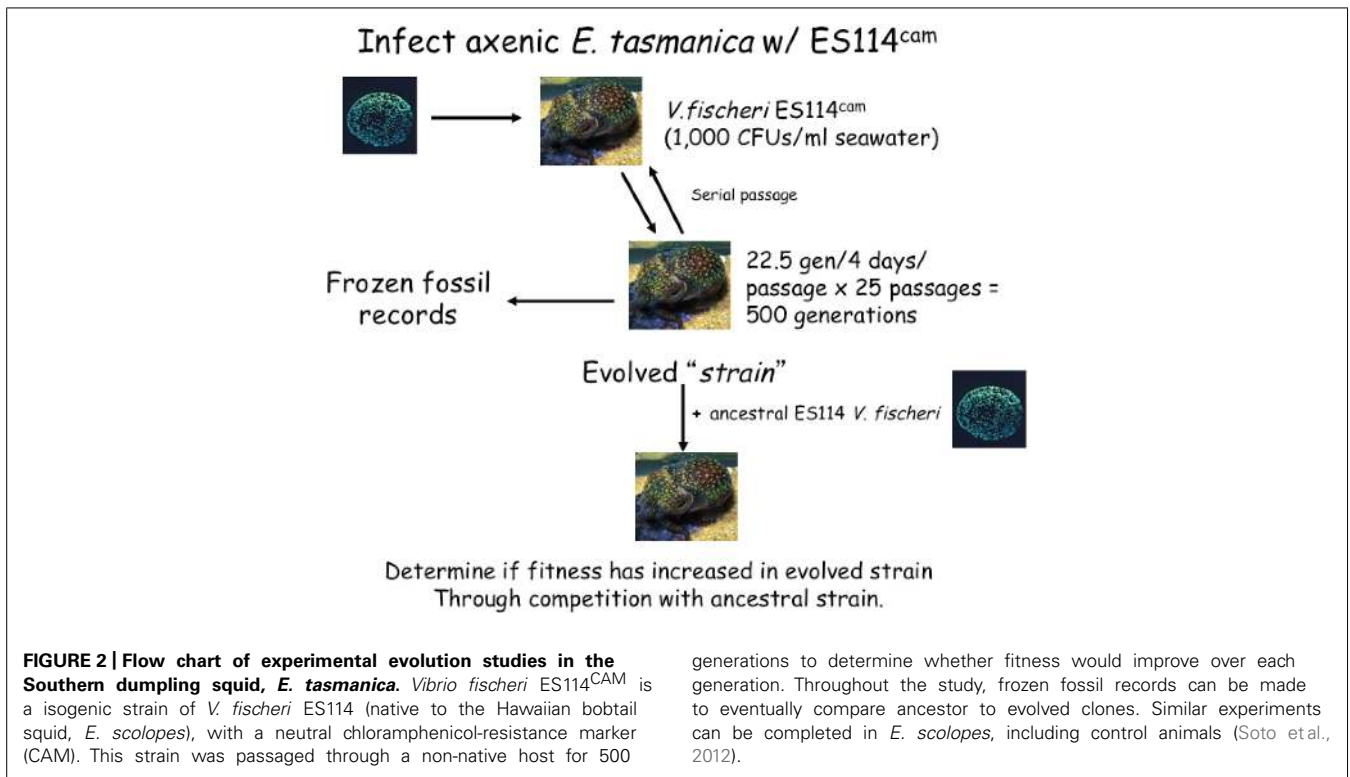 Infect axenic E. tasmanica w/ ES114cam
V.fischeri ES114cam
(1,000 CFUs/ml seawater)
Serial passage
22.5 gen/4 days/
passage x 25 passages =
500 generations
Frozen fossil
records
Evolved “strain”
+ ancestral ES114 V. fischeri
Determine if fitness has increased in evolved strain
Through competition with ancestral strain.
FIGURE 2 | Flow chart of experimental evolution studies in the
Southern dumpling squid, E. tasmanica. Vibrio fischeri ES114CAM is
a isogenic strain of V. fischeri ES114 (native to the Hawaiian bobtail
squid, E. scolopes), with a neutral chloramphenicol-resistance marker
(CAM). This strain was passaged through a non-native host for 500
generations to determine whether fitness would improve over each
generation. Throughout the study, frozen fossil records can be made
to eventually compare ancestor to evolved clones. Similar experiments
can be completed in E. scolopes, including control animals (Soto et al.,
2012).